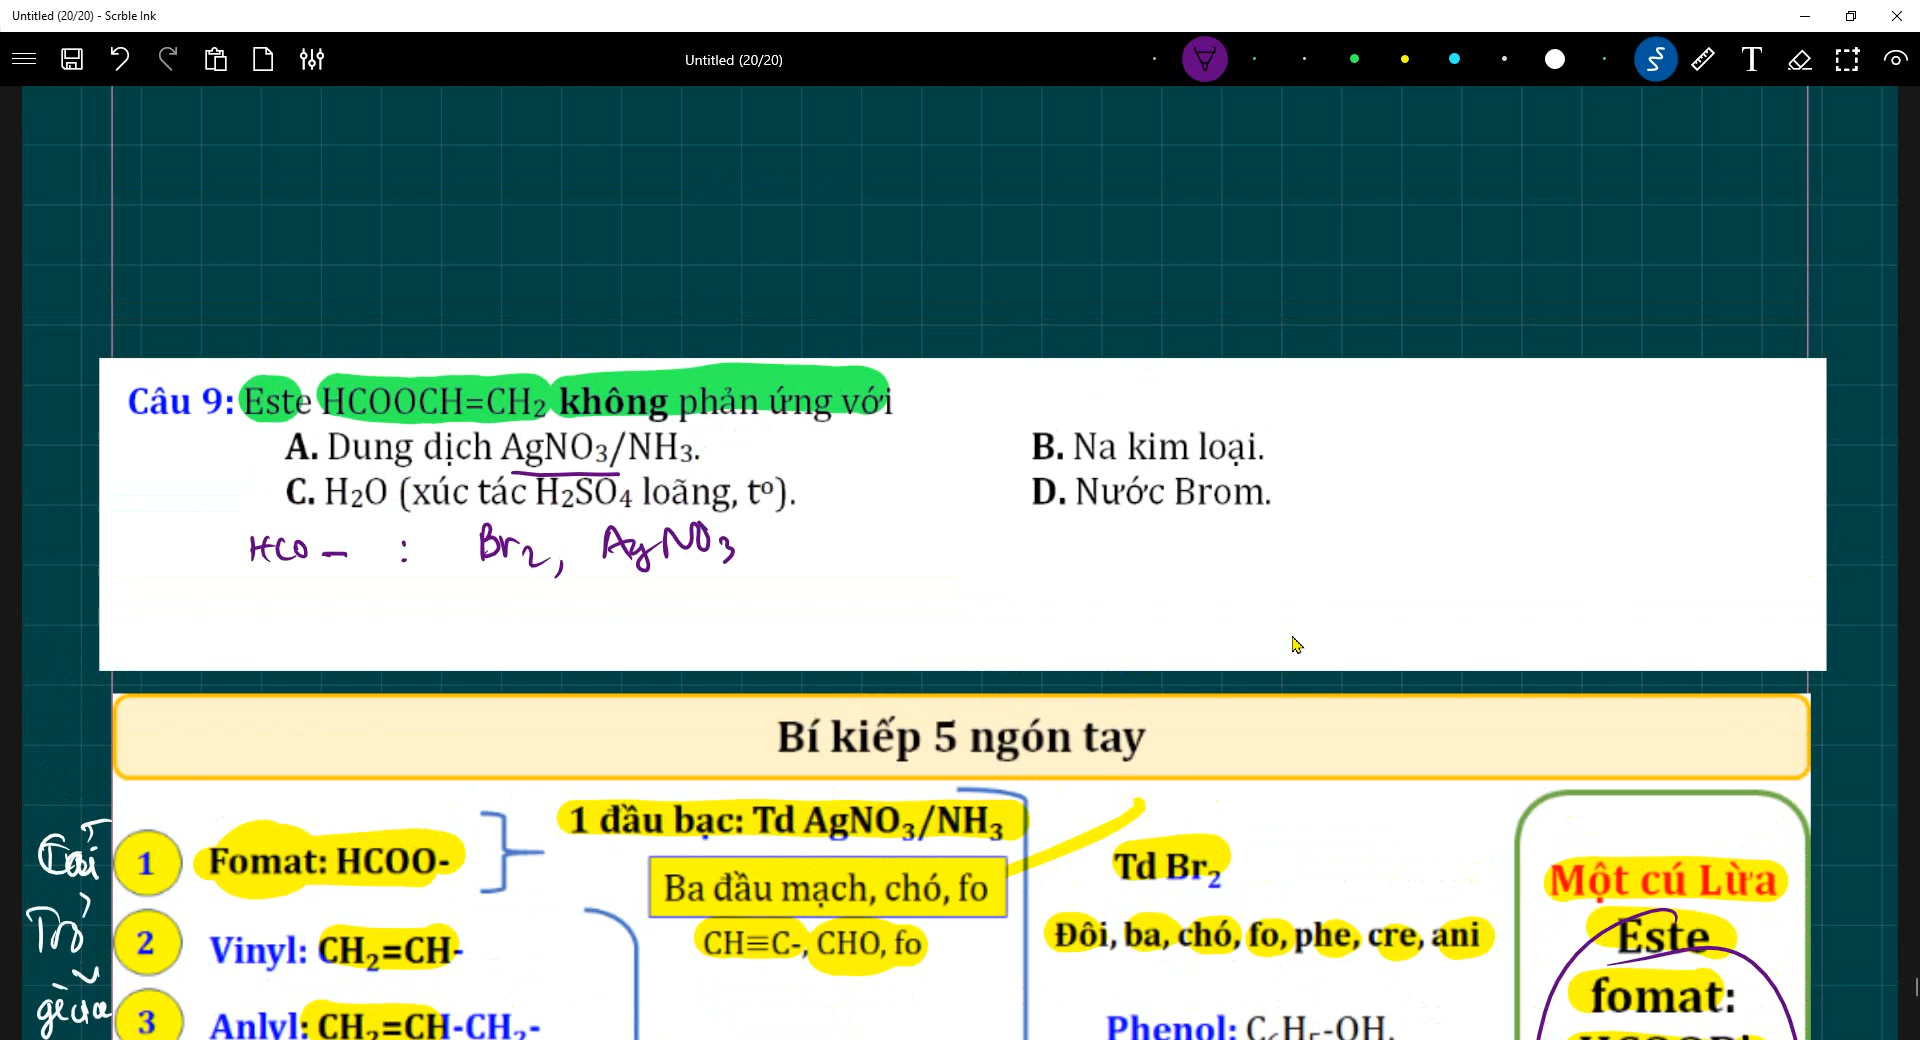 Untitled (20/20) - Scrble Ink
Untitled (20/20)
Câu 9: Este HCOOCH=CH₂ không phản ứng với
A. Dung dịch AgNO₃/NH₃. B. Na kim loại.
C. H₂O (xúc tác H₂SO₄ loãng, tº). D. Nước Brom.
HCO – : Br₂, AgNO₃
Bí kiếp 5 ngón tay
1 Fomat: HCOO-
2 Vinyl: CH₂=CH-
3 Anlyl: CH₂=CH-CH₂-
1 đầu bạc: Td AgNO₃/NH₃
Ba đầu mạch, chó, fo
CH≡C-, CHO, fo
Td Br₂
Đôi, ba, chó, fo, phe, cre, ani
Phenol: C₆H₅-OH.
Một cú Lừa
Este
fomat: